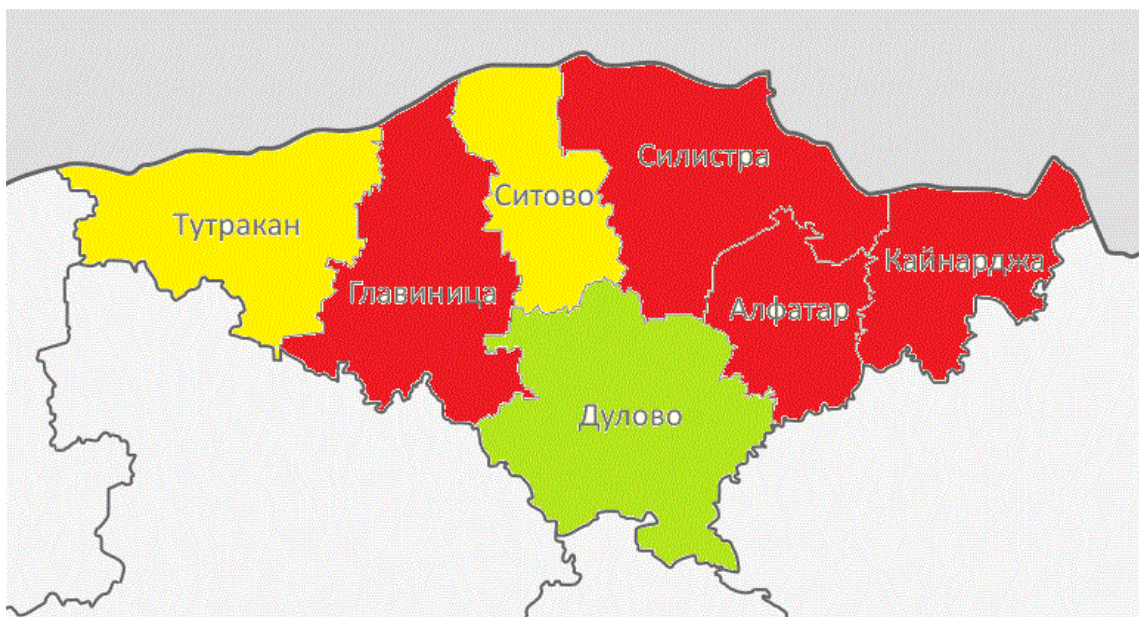 Силистра
Ситово
Тутракан
Кайнарджа
Главиница
Алфатар
Дулово